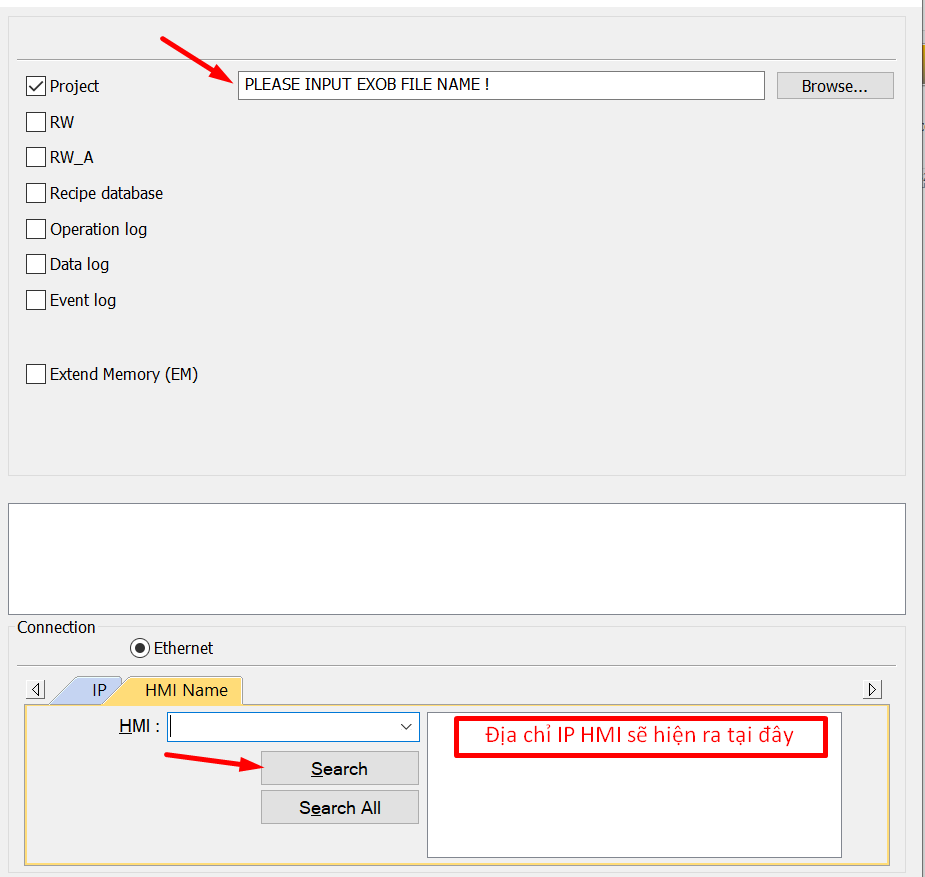 Project
PLEASE INPUT EXOB FILE NAME !
Browse...
RW
RW_A
Recipe database
Operation log
Data log
Event log
Extend Memory (EM)
Connection
Ethernet
IP
HMI Name
HMI :
Địa chỉ IP HMI sẽ hiện ra tại đây
Search
Search All